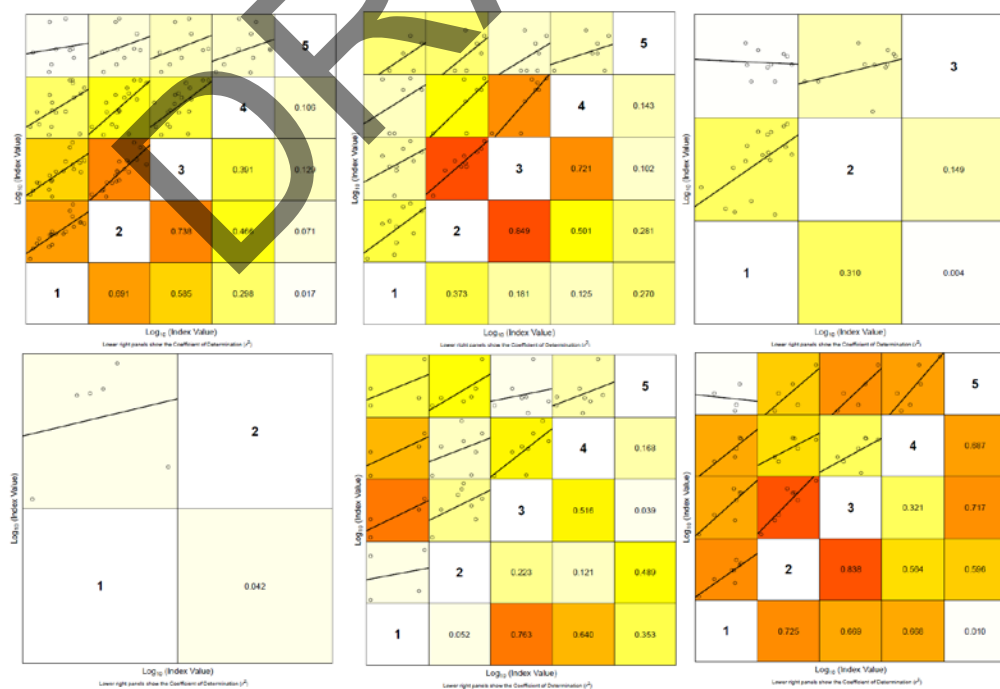 DR
5
4 0.106
3 0.391 0.129
2 0.738 0.466 0.071
1 0.691 0.585 0.298 0.017
Log₁₀ (Index Value)
Log₁₀ (Index Value)
Lower right panels show the Coefficient of Determination (r²)
5
4 0.143
3 0.721 0.102
2 0.849 0.501 0.281
1 0.373 0.181 0.125 0.270
Log₁₀ (Index Value)
Log₁₀ (Index Value)
Lower right panels show the Coefficient of Determination (r²)
3
2 0.149
1 0.310 0.004
Log₁₀ (Index Value)
Log₁₀ (Index Value)
Lower right panels show the Coefficient of Determination (r²)
2
1 0.042
Log₁₀ (Index Value)
Log₁₀ (Index Value)
Lower right panels show the Coefficient of Determination (r²)
5
4 0.168
3 0.516 0.039
2 0.223 0.121 0.489
1 0.052 0.763 0.640 0.353
Log₁₀ (Index Value)
Log₁₀ (Index Value)
Lower right panels show the Coefficient of Determination (r²)
5
4 0.687
3 0.321 0.717
2 0.838 0.564 0.596
1 0.725 0.669 0.666 0.010
Log₁₀ (Index Value)
Log₁₀ (Index Value)
Lower right panels show the Coefficient of Determination (r²)